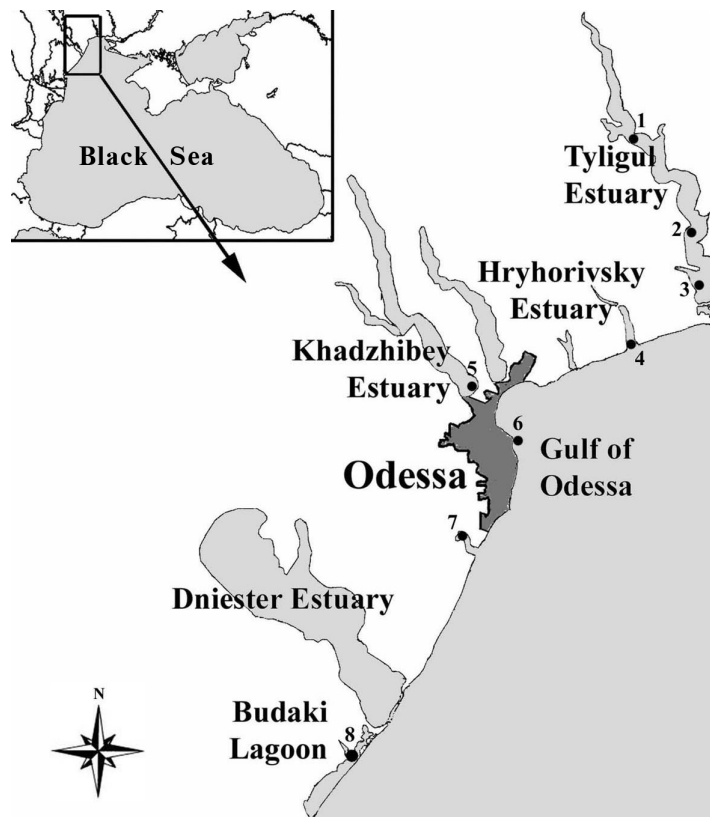 Black Sea
1
Tyligul
Estuary
2
Hryhorivsky
Estuary
3
4
Khadzhibey
5
Estuary
6
Gulf of
Odessa
Odessa
7
Dniester Estuary
N
Budaki
Lagoon
8